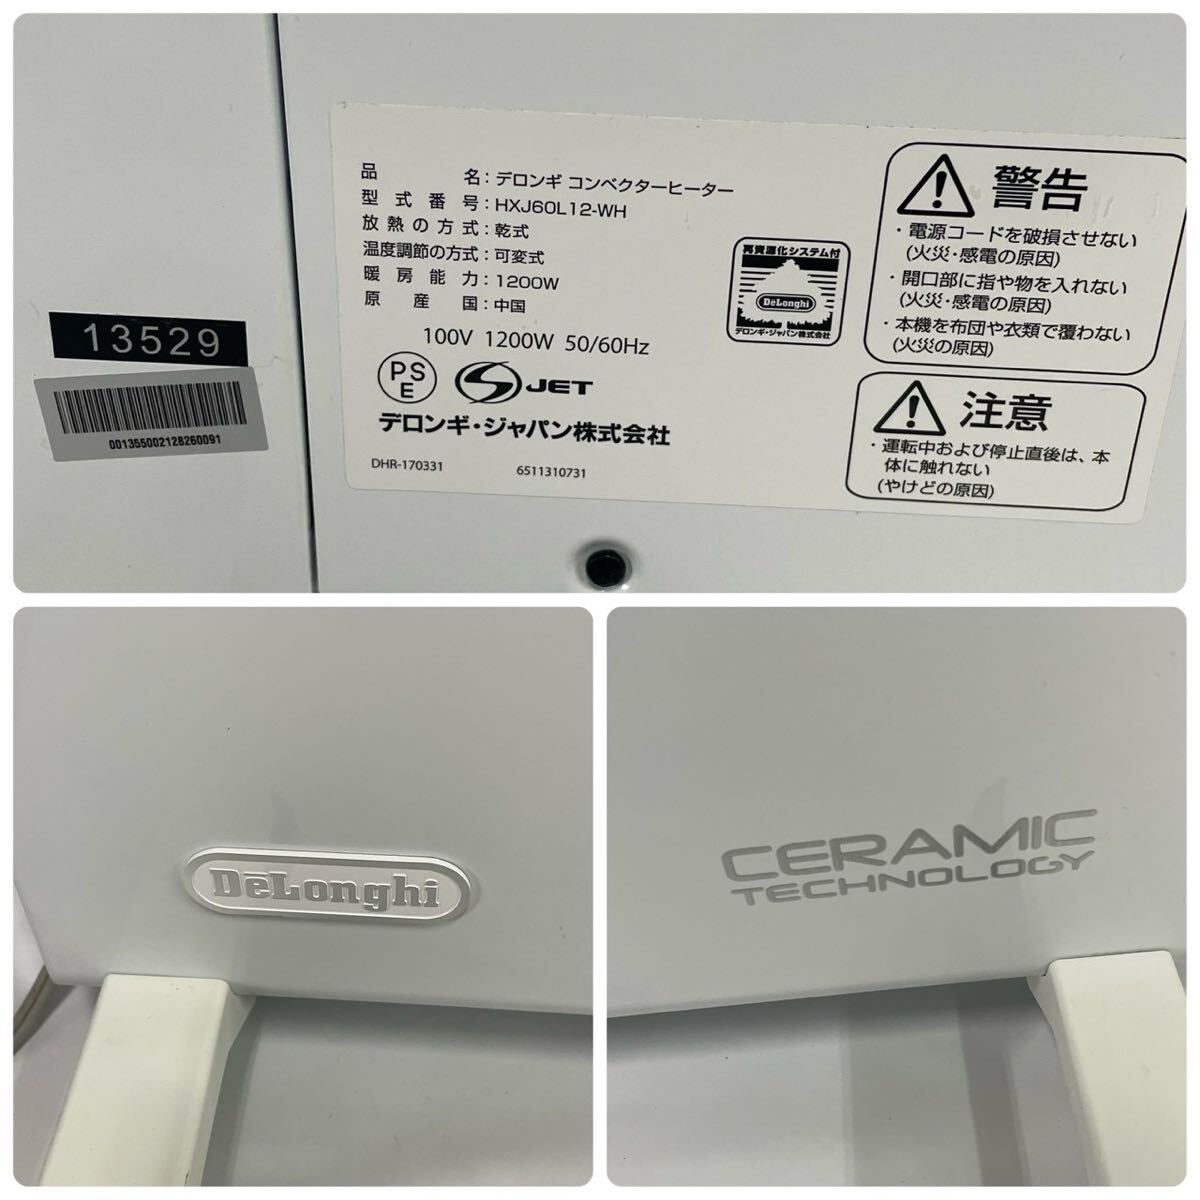 品名：デロンギ コンベクターヒーター
型式番号：HXJ60L12-WH
放熱の方式：乾式
温度調節の方式：可変式
暖房能力：1200W
原産国：中国
100V 1200W 50/60Hz
PS
E
S JET
デロンギ・ジャパン株式会社
DHR-170331 6511310731
再資源化システム付
DeLonghi
デロンギ・ジャパン株式会社
警告
・電源コードを破損させない
(火災・感電の原因)
・開口部に指や物を入れない
(火災・感電の原因)
・本機を布団や衣類で覆わない
(火災の原因)
注意
・運転中および停止直後は、本
体に触れない
(やけどの原因)
13529
001355002128260091
DēLonghi
CERAMIC
TECHNOLOGY